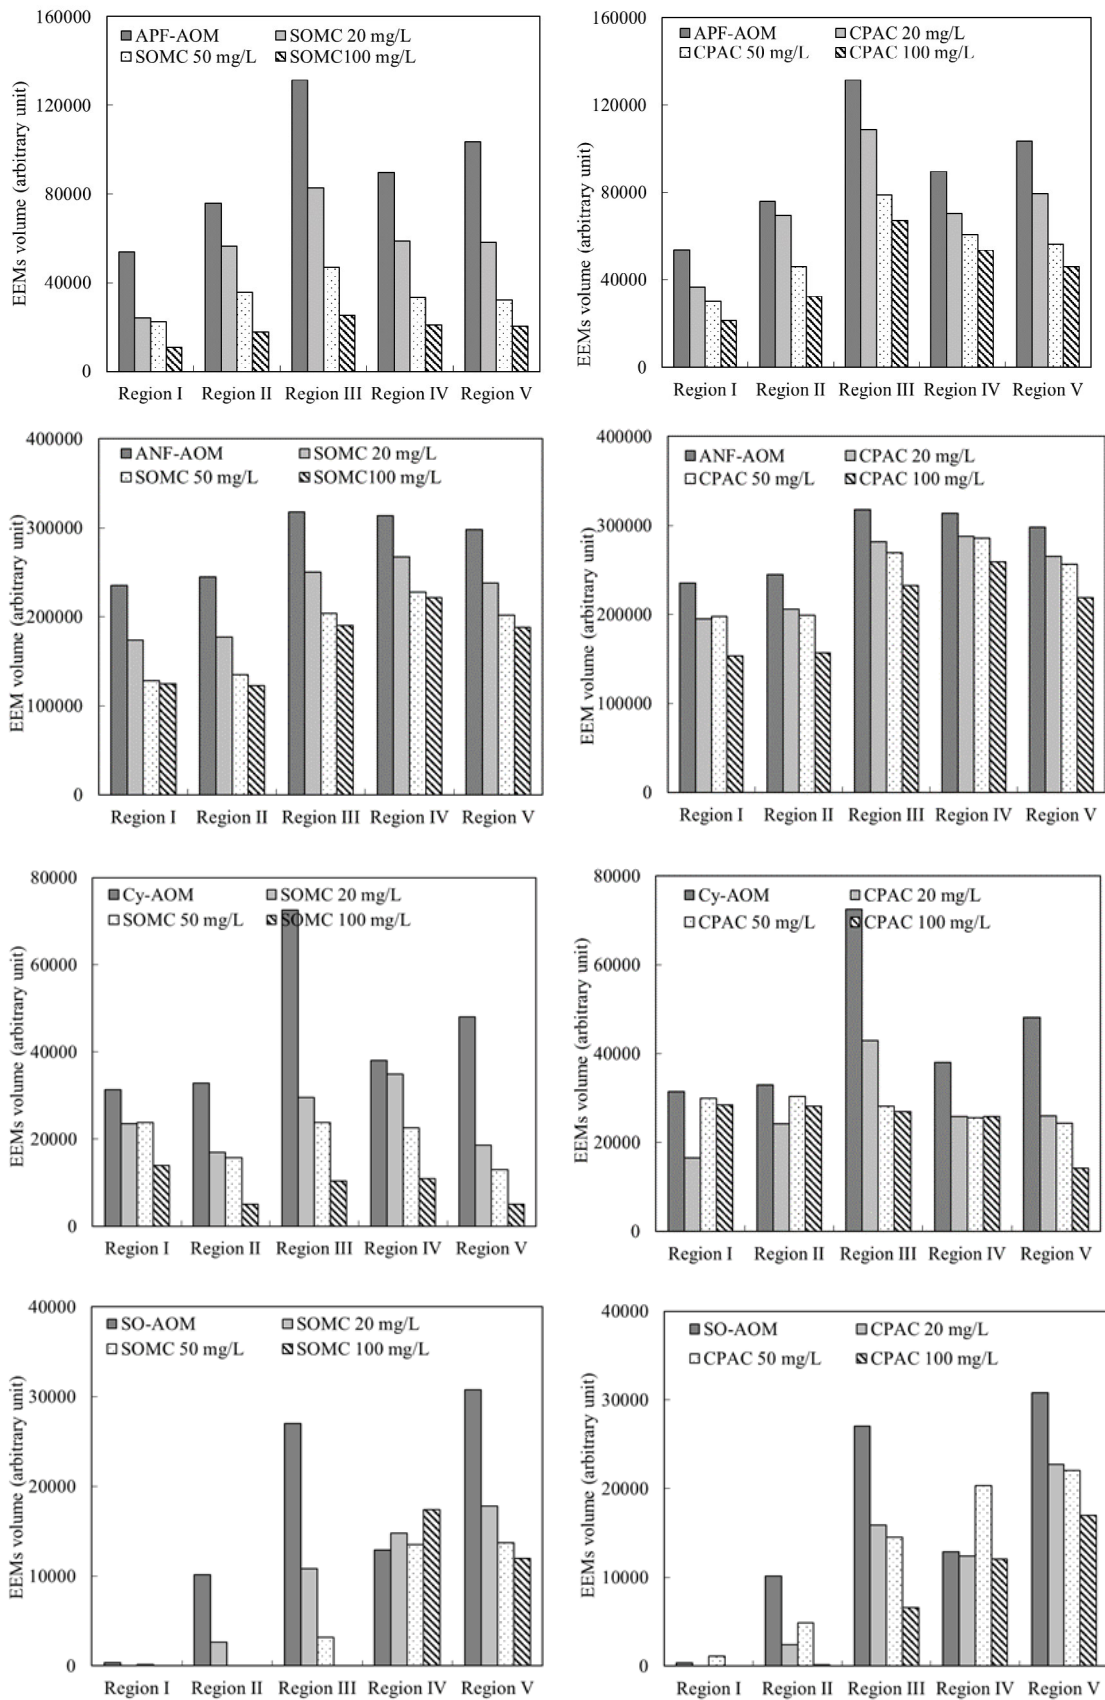 160000
APF-AOM SOMC 20 mg/L
SOMC 50 mg/L SOMC100 mg/L
120000
80000
40000
0
EEMs volume (arbitrary unit)
Region I Region II Region III Region IV Region V
160000
APF-AOM CPAC 20 mg/L
CPAC 50 mg/L CPAC 100 mg/L
120000
80000
40000
0
EEMs volume (arbitrary unit)
Region I Region II Region III Region IV Region V
400000
ANF-AOM SOMC 20 mg/L
SOMC 50 mg/L SOMC100 mg/L
300000
200000
100000
0
EEM volume (arbitrary unit)
Region I Region II Region III Region IV Region V
400000
ANF-AOM CPAC 20 mg/L
CPAC 50 mg/L CPAC 100 mg/L
300000
200000
100000
0
EEM volume (arbitrary unit)
Region I Region II Region III Region IV Region V
80000
Cy-AOM SOMC 20 mg/L
SOMC 50 mg/L SOMC 100 mg/L
60000
40000
20000
0
EEMs volume (arbitrary unit)
Region I Region II Region III Region IV Region V
80000
Cy-AOM CPAC 20 mg/L
CPAC 50 mg/L CPAC 100 mg/L
60000
40000
20000
0
EEMs volume (arbitrary unit)
Region I Region II Region III Region IV Region V
40000
SO-AOM SOMC 20 mg/L
SOMC 50 mg/L SOMC 100 mg/L
30000
20000
10000
0
EEMs volume (arbitrary unit)
Region I Region II Region III Region IV Region V
40000
SO-AOM CPAC 20 mg/L
CPAC 50 mg/L CPAC 100 mg/L
30000
20000
10000
0
EEMs volume (arbitrary unit)
Region I Region II Region III Region IV Region V